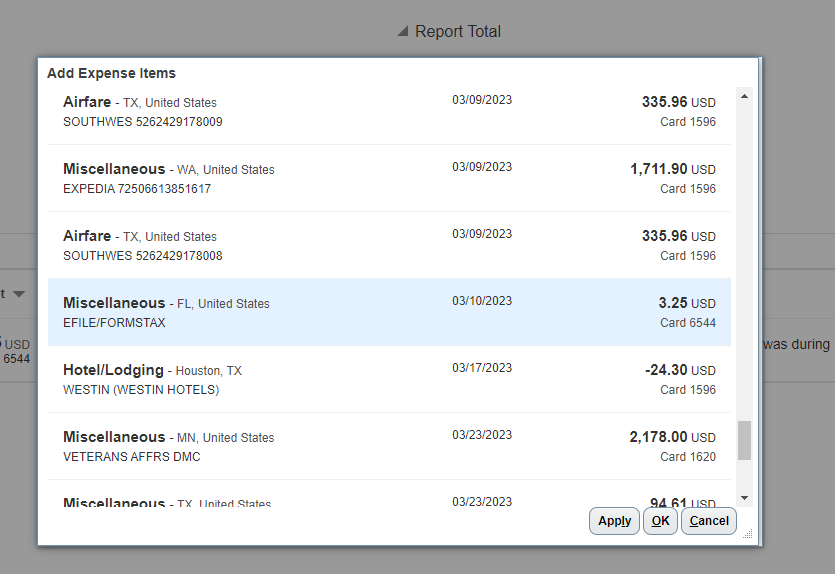 Report Total
Add Expense Items
Airfare - TX, United States 03/09/2023 335.96 USD
SOUTHWES 5262429178009 Card 1596
Miscellaneous - WA, United States 03/09/2023 1,711.90 USD
EXPEDIA 72506613851617 Card 1596
Airfare - TX, United States 03/09/2023 335.96 USD
SOUTHWES 5262429178008 Card 1596
t
Miscellaneous - FL, United States 03/10/2023 3.25 USD
EFILE/FORMSTAX Card 6544
USD was during
6544
Hotel/Lodging - Houston, TX 03/17/2023 -24.30 USD
WESTIN (WESTIN HOTELS) Card 1596
Miscellaneous - MN, United States 03/23/2023 2,178.00 USD
VETERANS AFFRS DMC Card 1620
Miscellaneous - TX, United States 03/23/2023 94.61 USD
Apply OK Cancel